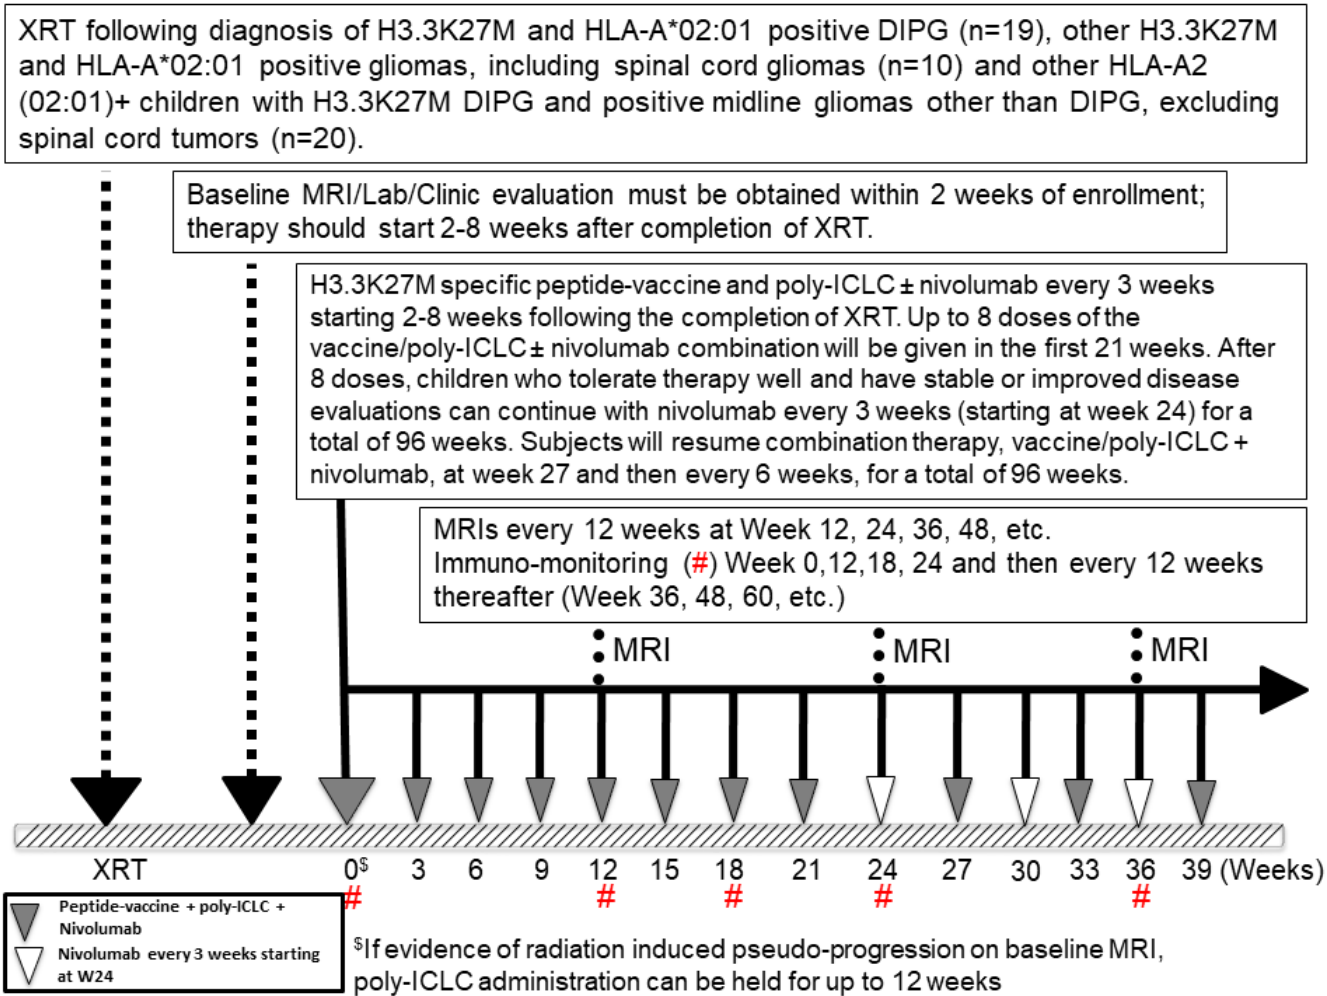 XRT following diagnosis of H3.3K27M and HLA-A*02:01 positive DIPG (n=19), other H3.3K27M
and HLA-A*02:01 positive gliomas, including spinal cord gliomas (n=10) and other HLA-A2
(02:01)+ children with H3.3K27M DIPG and positive midline gliomas other than DIPG, excluding
spinal cord tumors (n=20).
Baseline MRI/Lab/Clinic evaluation must be obtained within 2 weeks of enrollment;
therapy should start 2-8 weeks after completion of XRT.
H3.3K27M specific peptide-vaccine and poly-ICLC ± nivolumab every 3 weeks
starting 2-8 weeks following the completion of XRT. Up to 8 doses of the
vaccine/poly-ICLC± nivolumab combination will be given in the first 21 weeks. After
8 doses, children who tolerate therapy well and have stable or improved disease
evaluations can continue with nivolumab every 3 weeks (starting at week 24) for a
total of 96 weeks. Subjects will resume combination therapy, vaccine/poly-ICLC +
nivolumab, at week 27 and then every 6 weeks, for a total of 96 weeks.
MRIs every 12 weeks at Week 12, 24, 36, 48, etc.
Immuno-monitoring (#) Week 0,12,18, 24 and then every 12 weeks
thereafter (Week 36, 48, 60, etc.)
MRI MRI MRI
XRT 0$ 3 6 9 12 15 18 21 24 27 30 33 36 39 (Weeks)
# # # # #
Peptide-vaccine + poly-ICLC +
Nivolumab
Nivolumab every 3 weeks starting
at W24
$If evidence of radiation induced pseudo-progression on baseline MRI,
poly-ICLC administration can be held for up to 12 weeks